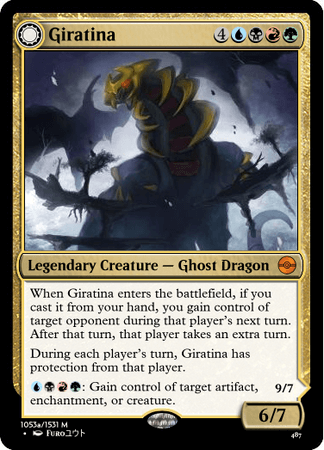 Giratina 4
Legendary Creature — Ghost Dragon
When Giratina enters the battlefield, if you
cast it from your hand, you gain control of
target opponent during that player's next turn.
After that turn, that player takes an extra turn.
During each player's turn, Giratina has
protection from that player.
: Gain control of target artifact,
enchantment, or creature.
9/7
6/7
1053a/1531 M
• Furoユウト
487